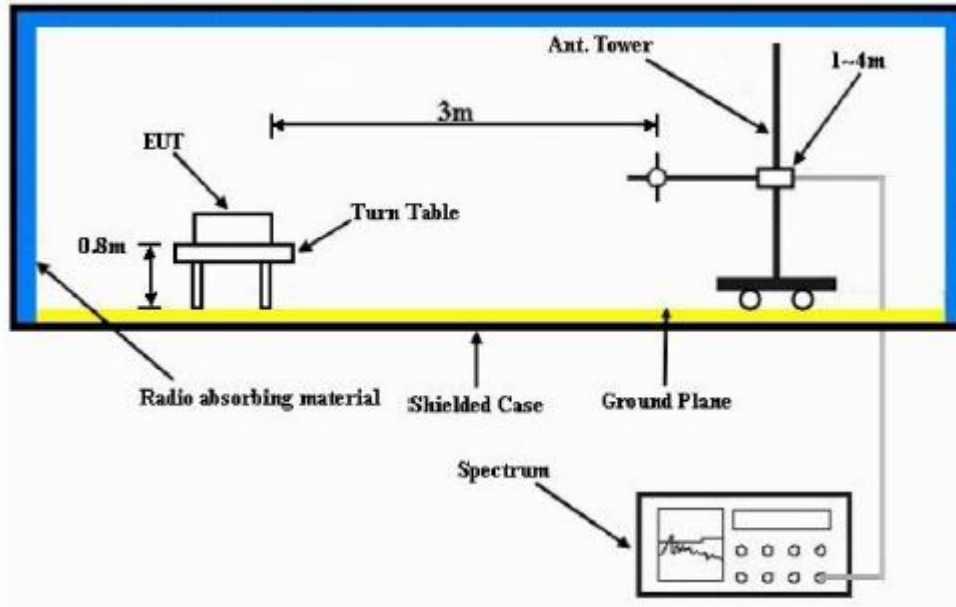 Ant. Tower
1~4m
3m
EUT
Turn Table
0.8m
Radio absorbing material
Shielded Case
Ground Plane
Spectrum